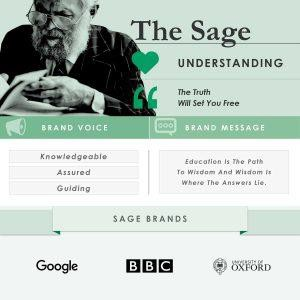 The Sage
UNDERSTANDING
The Truth
Will Set You Free
BRAND VOICE
BRAND MESSAGE
Knowledgeable
Assured
Guiding
Education Is The Path
To Wisdom And Wisdom Is
Where The Answers Lie.
SAGE BRANDS
Google
BBC
UNIVERSITY OF
OXFORD